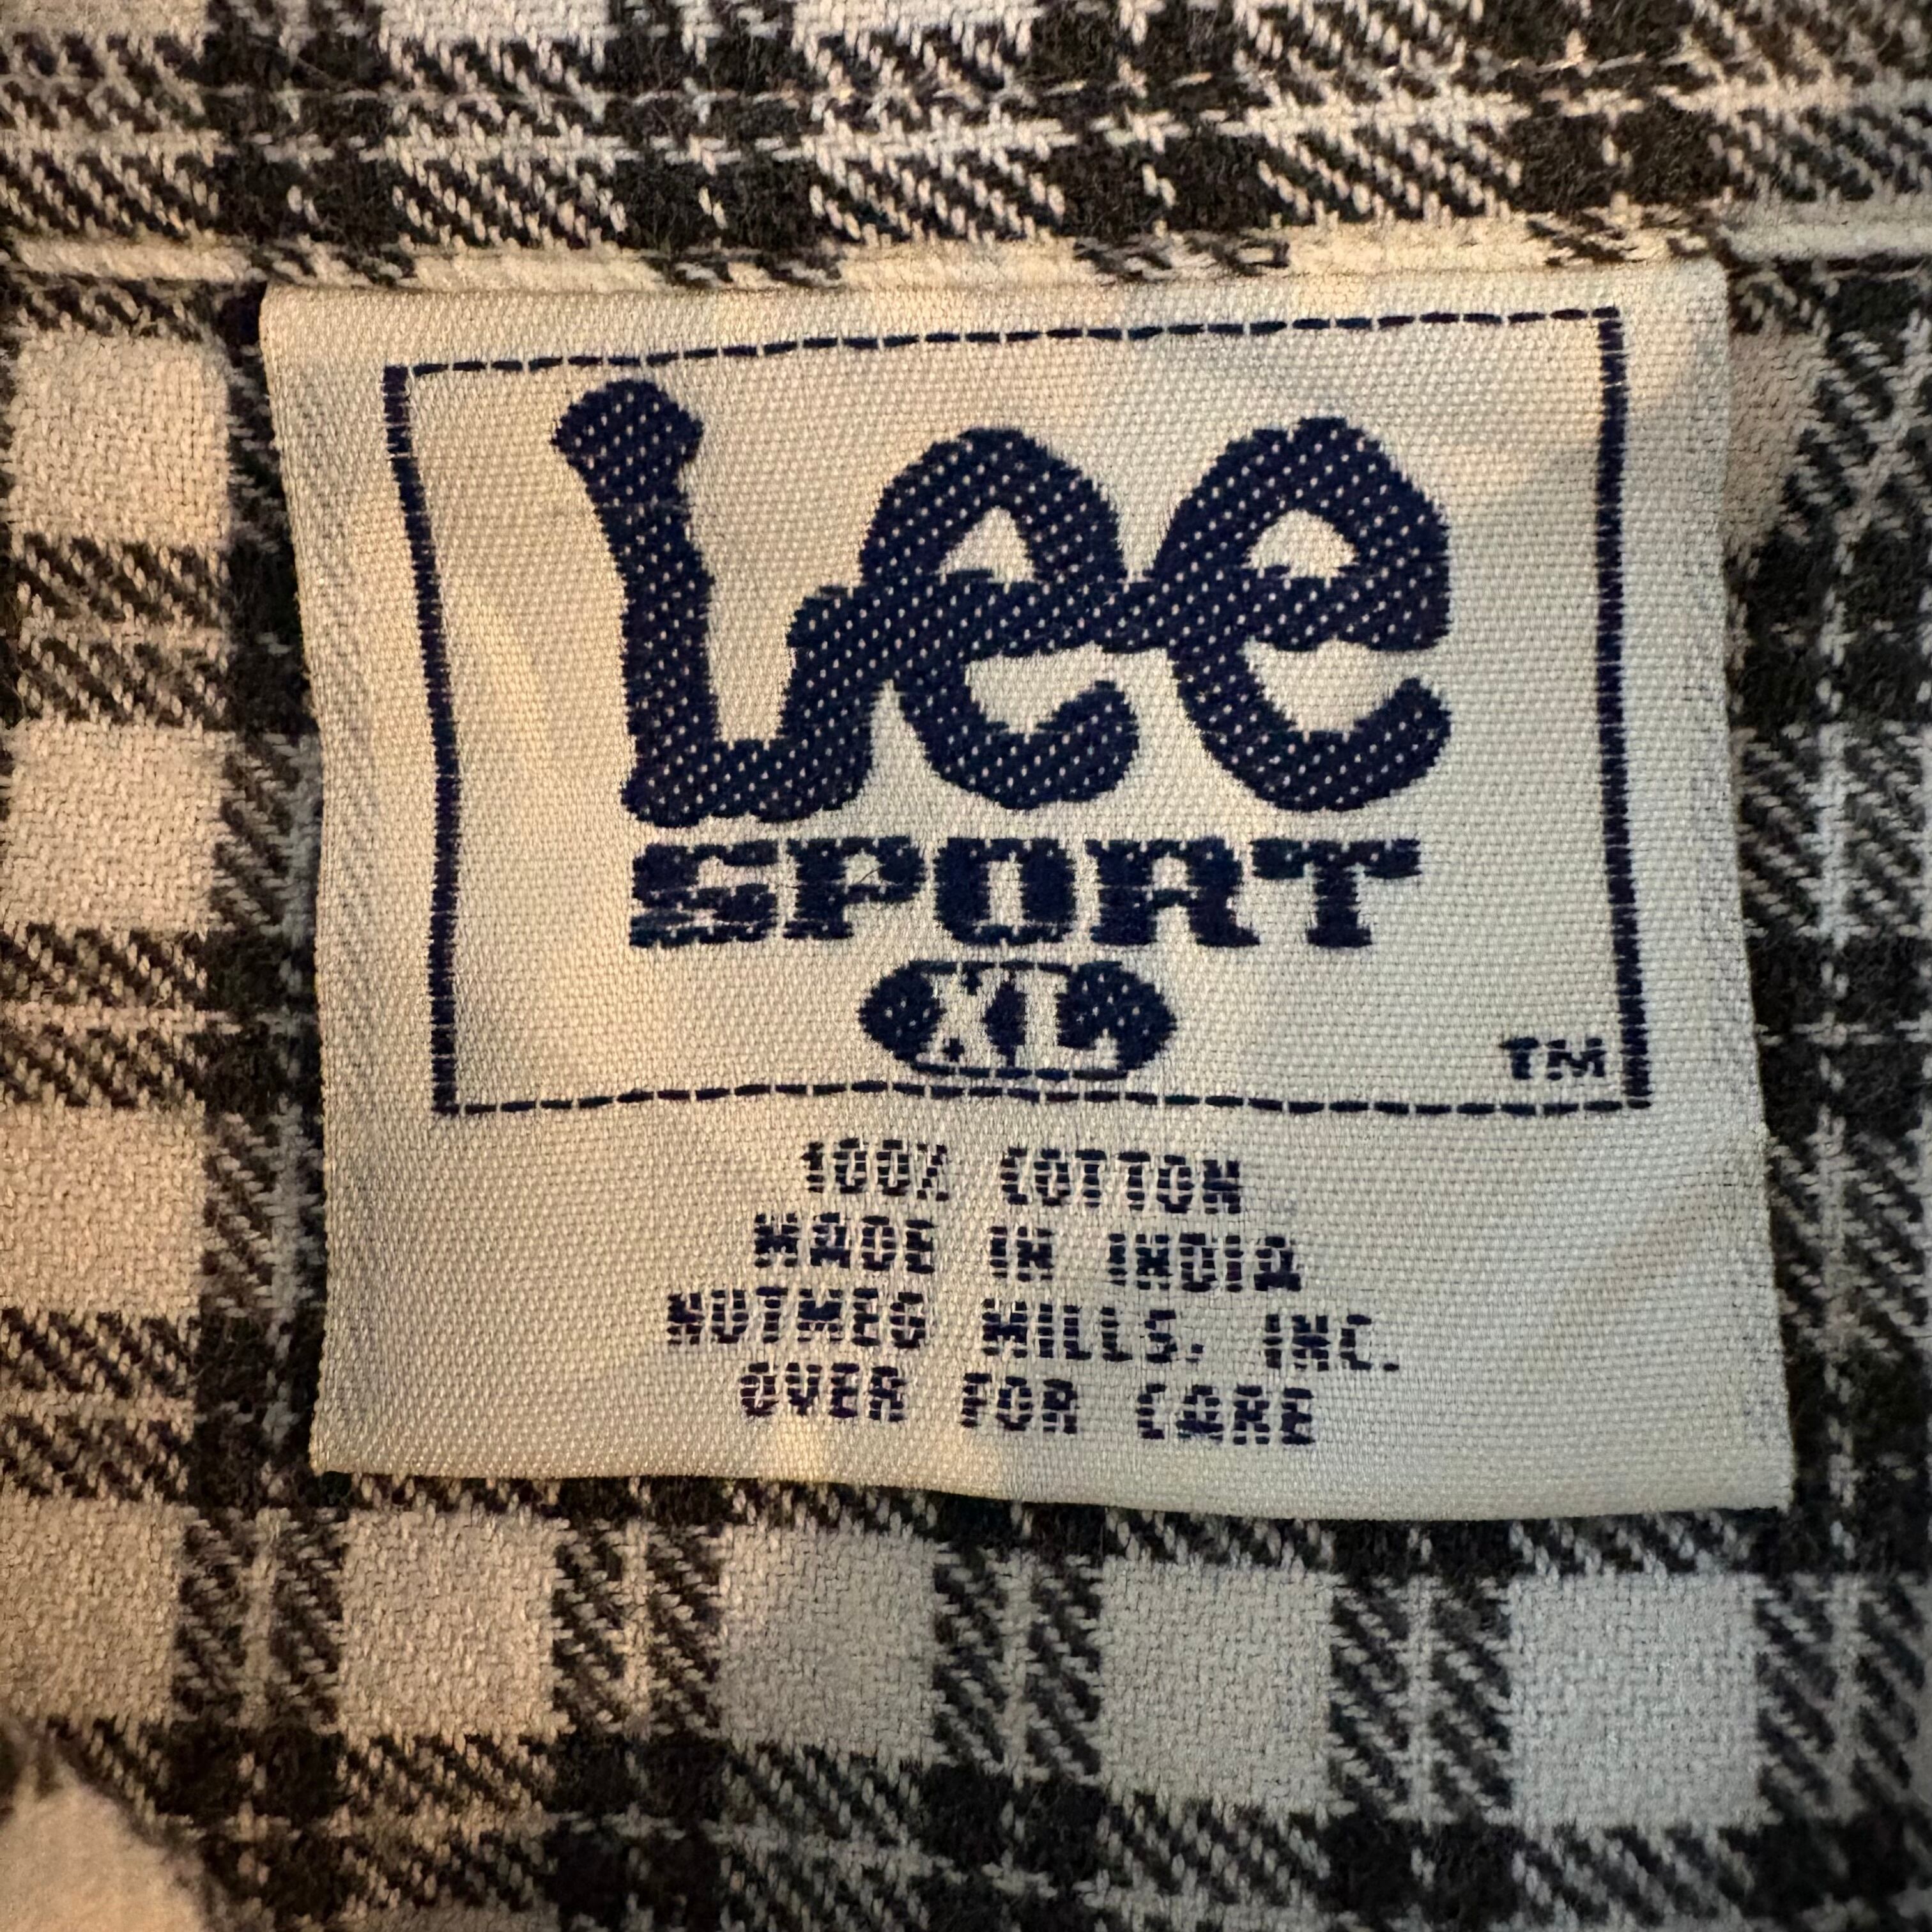 Lee
SPORT
XL
TM
100% COTTON
MADE IN INDIA
NUTMEG MILLS, INC.
OVER FOR CARE